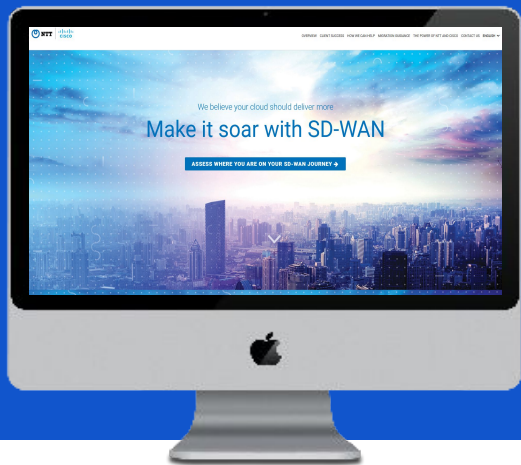 NTT
cisco
OVERVIEW CLIENT SUCCESS HOW WE CAN HELP MIGRATION GUIDANCE THE POWER OF NTT AND CISCO CONTACT US ENGLISH
We believe your cloud should deliver more.
Make it soar with SD-WAN
ASSESS WHERE YOU ARE ON YOUR SD-WAN JOURNEY →